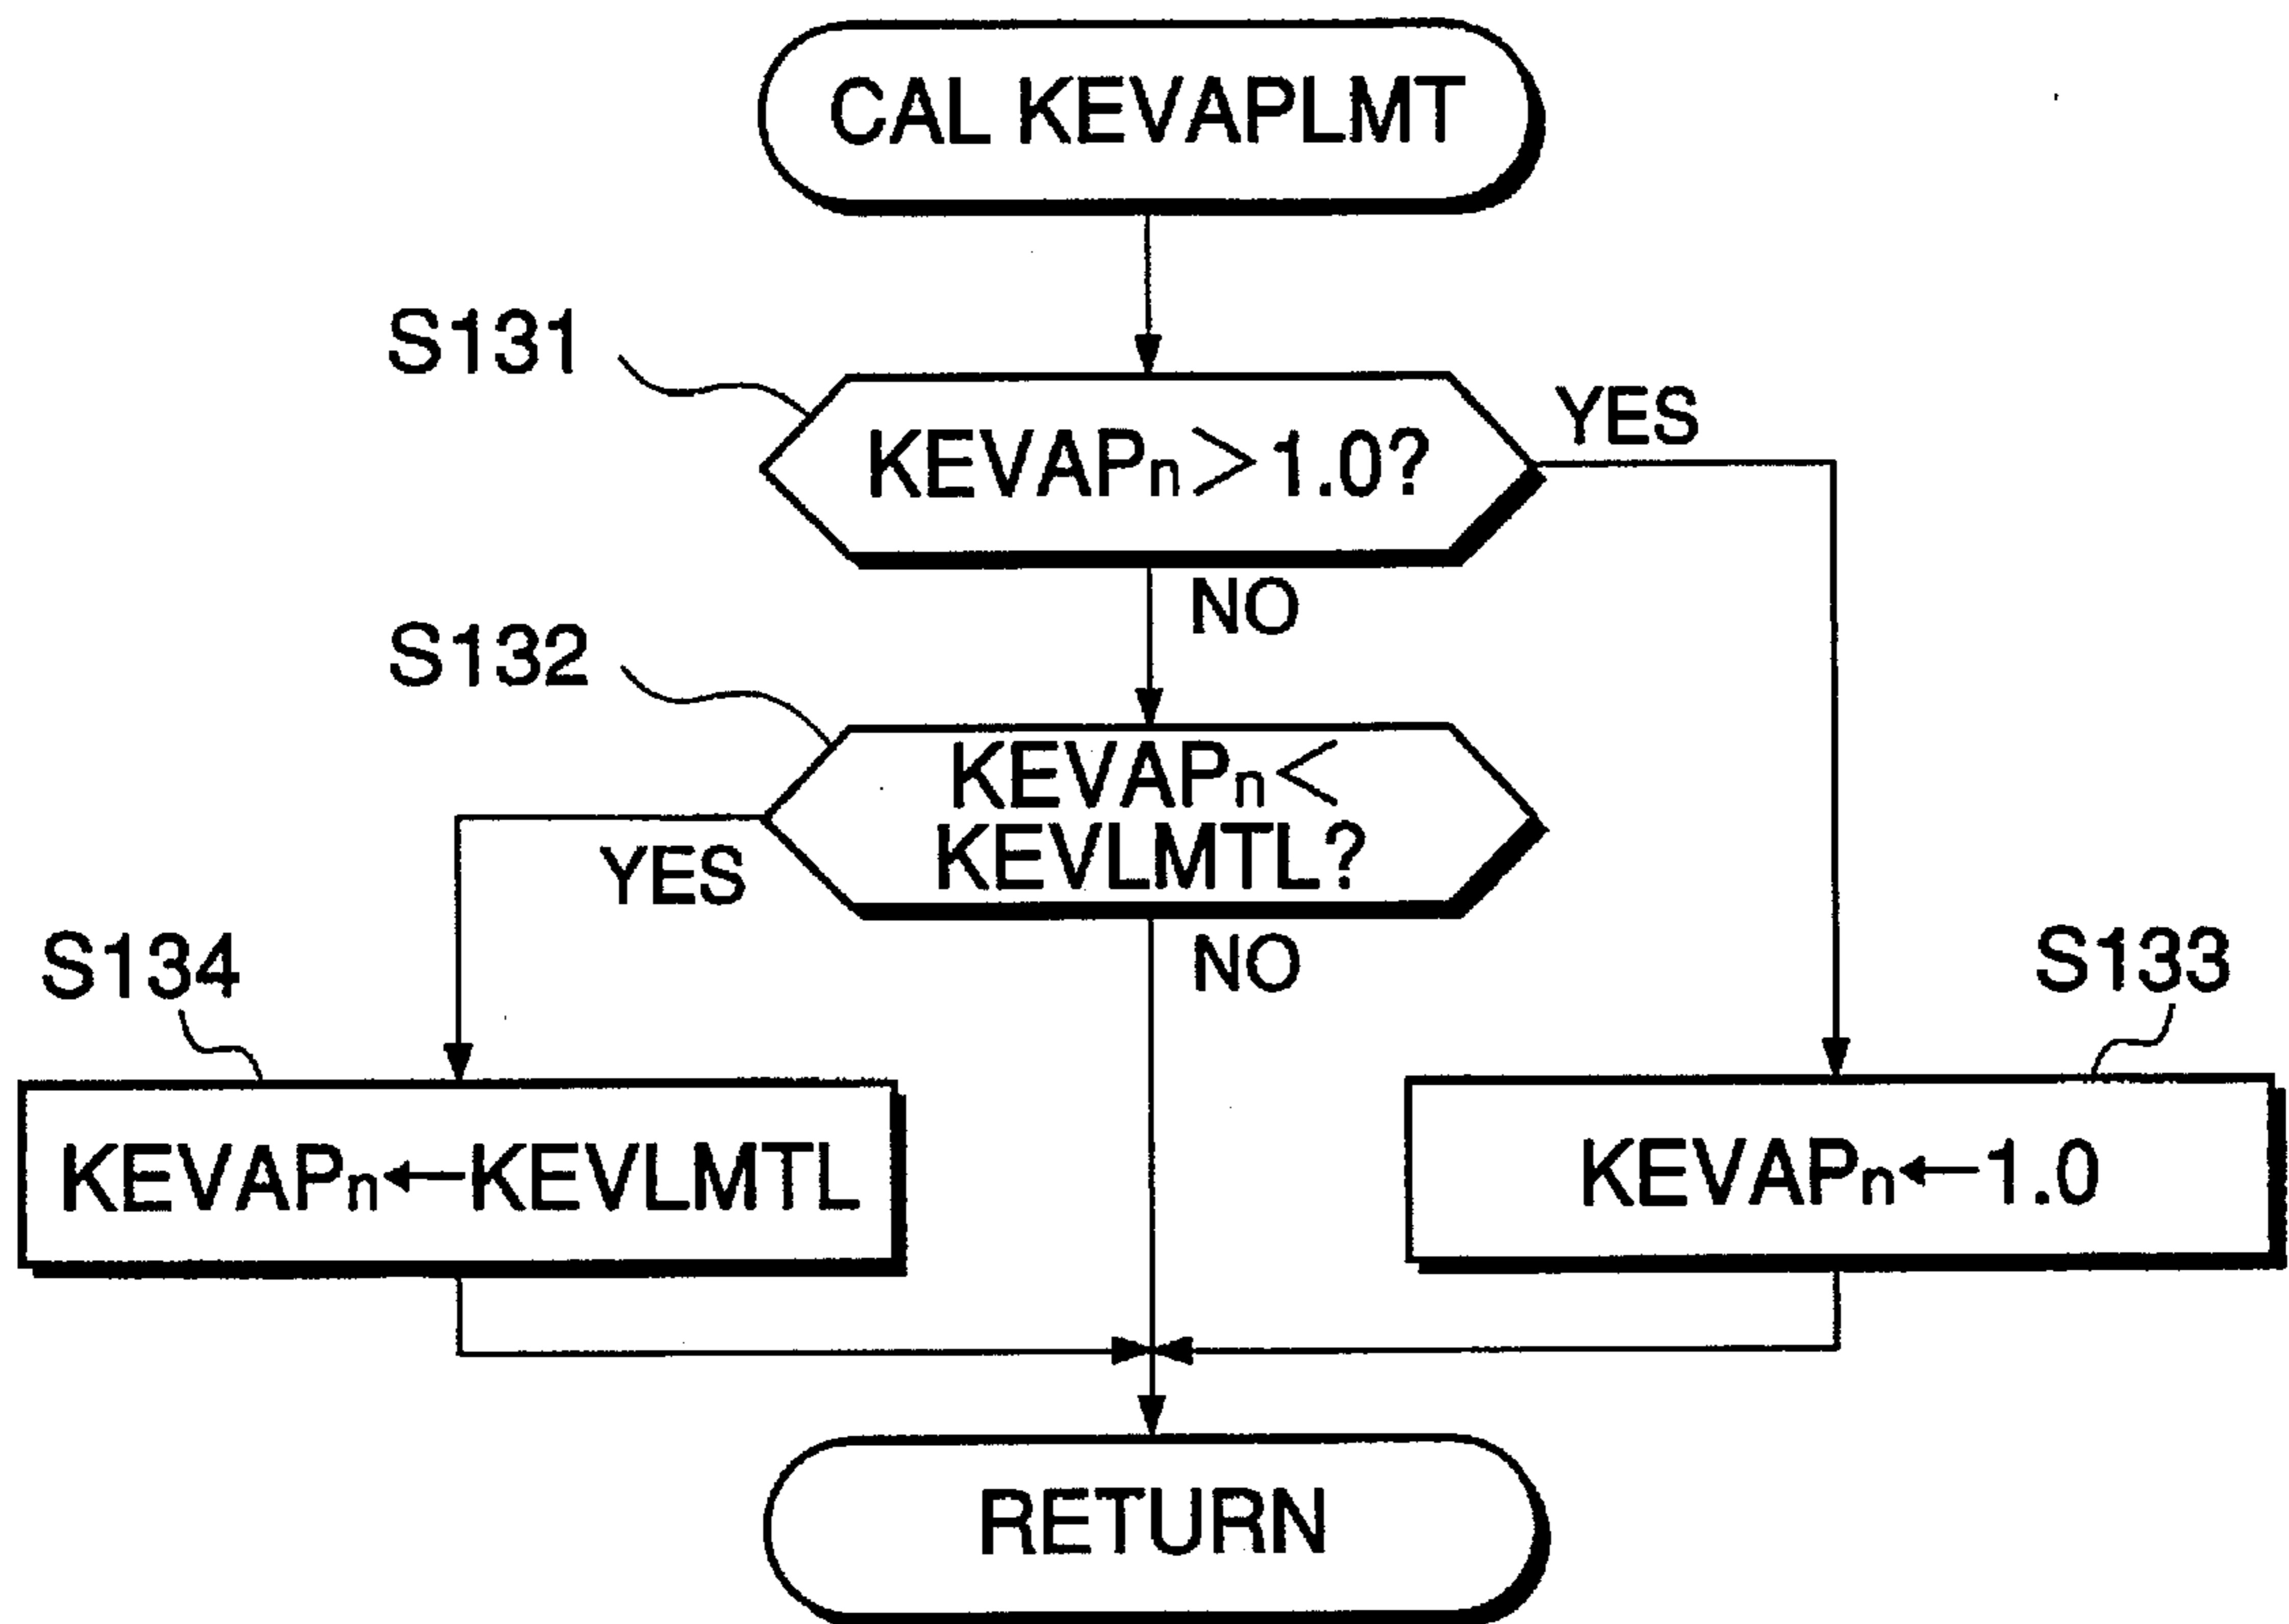 CAL KEVAPLMT
S131
KEVAPn>1.0?
YES
NO
S132
KEVAPn<
KEVLMTL?
YES
NO
S134
S133
KEVAPn←KEVLMTL
KEVAPn←1.0
RETURN